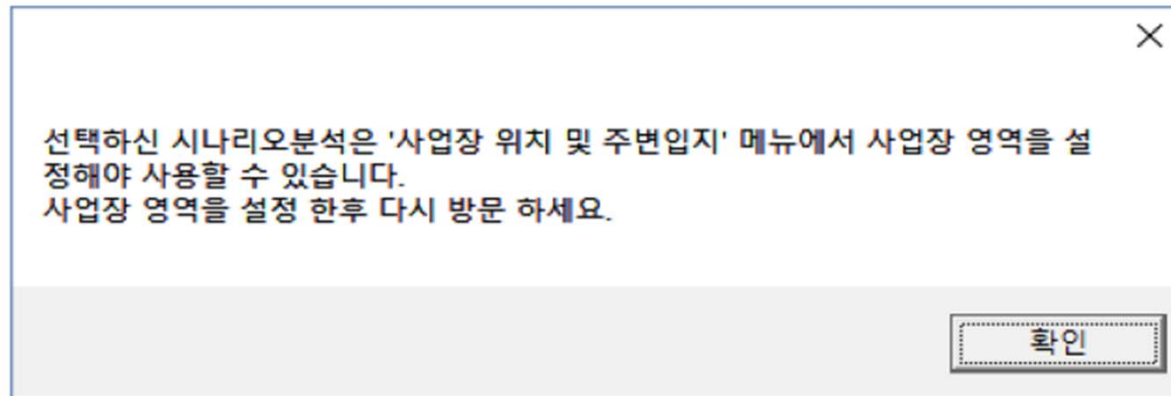 선택하신 시나리오분석은 '사업장 위치 및 주변입지' 메뉴에서 사업장 영역을 설
정해야 사용할 수 있습니다.
사업장 영역을 설정 한후 다시 방문 하세요.
확인